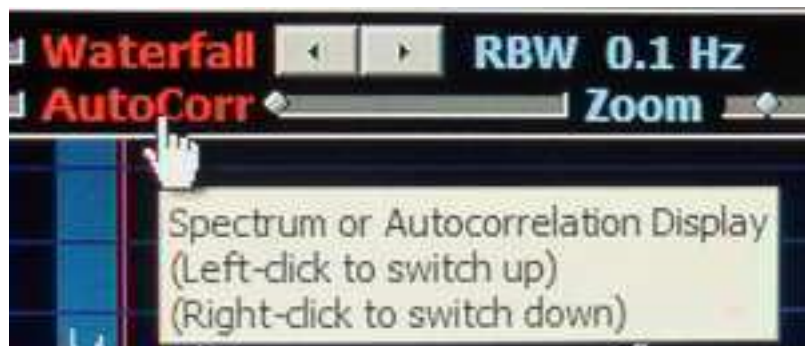 Waterfall RBW 0.1 Hz
AutoCorr Zoom
Spectrum or Autocorrelation Display
(Left-click to switch up)
(Right-click to switch down)